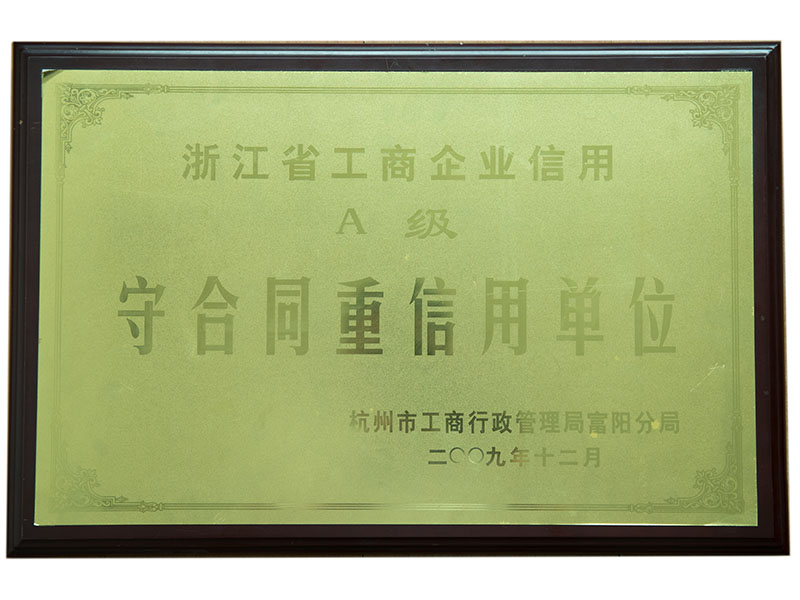 浙江省工商企业信用
A 级
守合同重信用单位
杭州市工商行政管理局富阳分局
二〇〇九年十二月